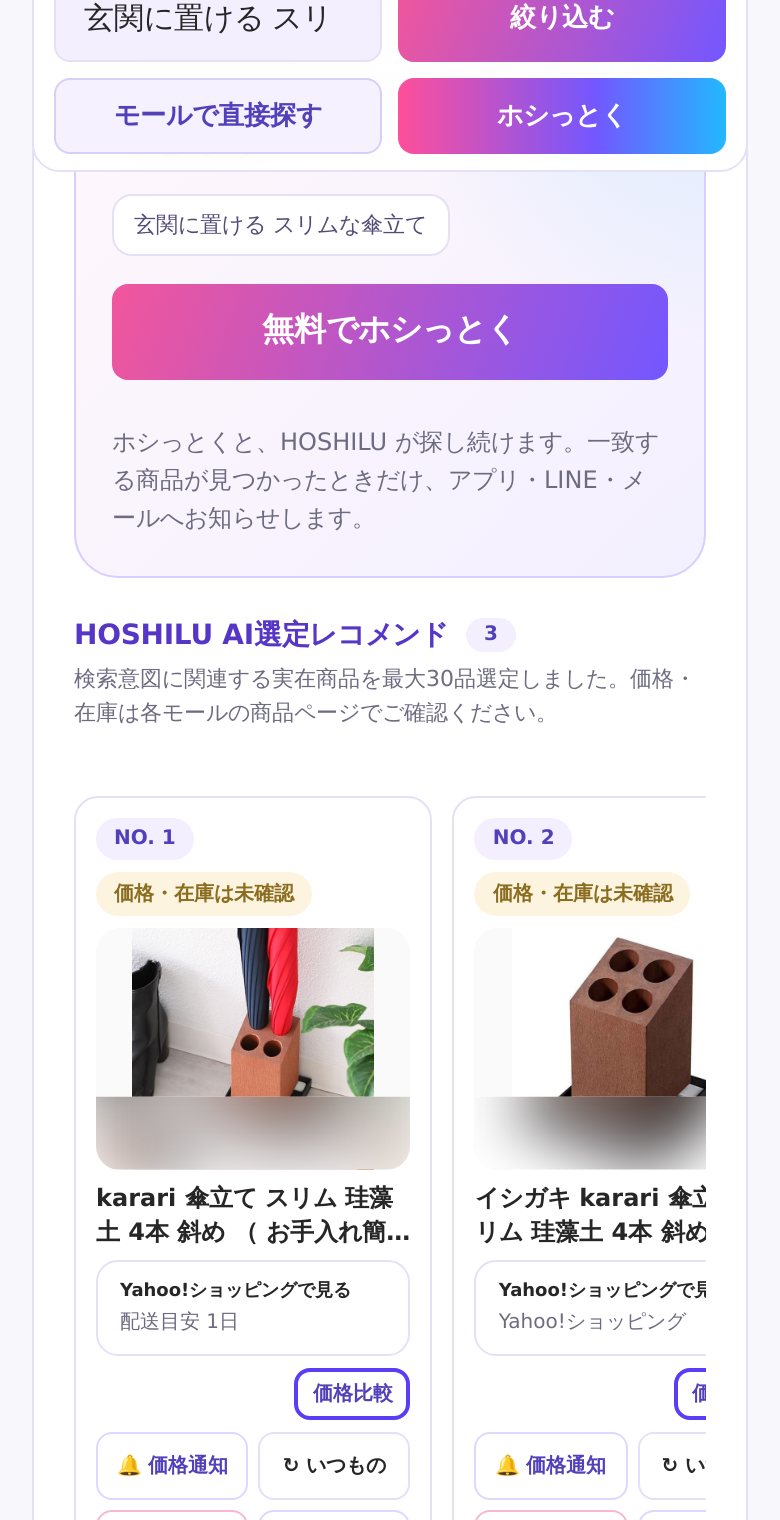 玄関に置ける スリ
絞り込む
モールで直接探す
ホシっとく
玄関に置ける スリムな傘立て
無料でホシっとく
ホシっとくと、HOSHILU が探し続けます。一致す
る商品が見つかったときだけ、アプリ・LINE・メ
ールへお知らせします。
HOSHILU AI選定レコメンド 3
検索意図に関連する実在商品を最大30品選定しました。価格・
在庫は各モールの商品ページでご確認ください。
NO. 1
価格・在庫は未確認
karari 傘立て スリム 珪藻
土 4本 斜め （ お手入れ簡…
Yahoo!ショッピングで見る
配送目安 1日
価格比較
🔔 価格通知
↻ いつもの
NO. 2
価格・在庫は未確認
イシガキ karari 傘立
リム 珪藻土 4本 斜め
Yahoo!ショッピングで見
Yahoo!ショッピング
価
🔔 価格通知
↻ い